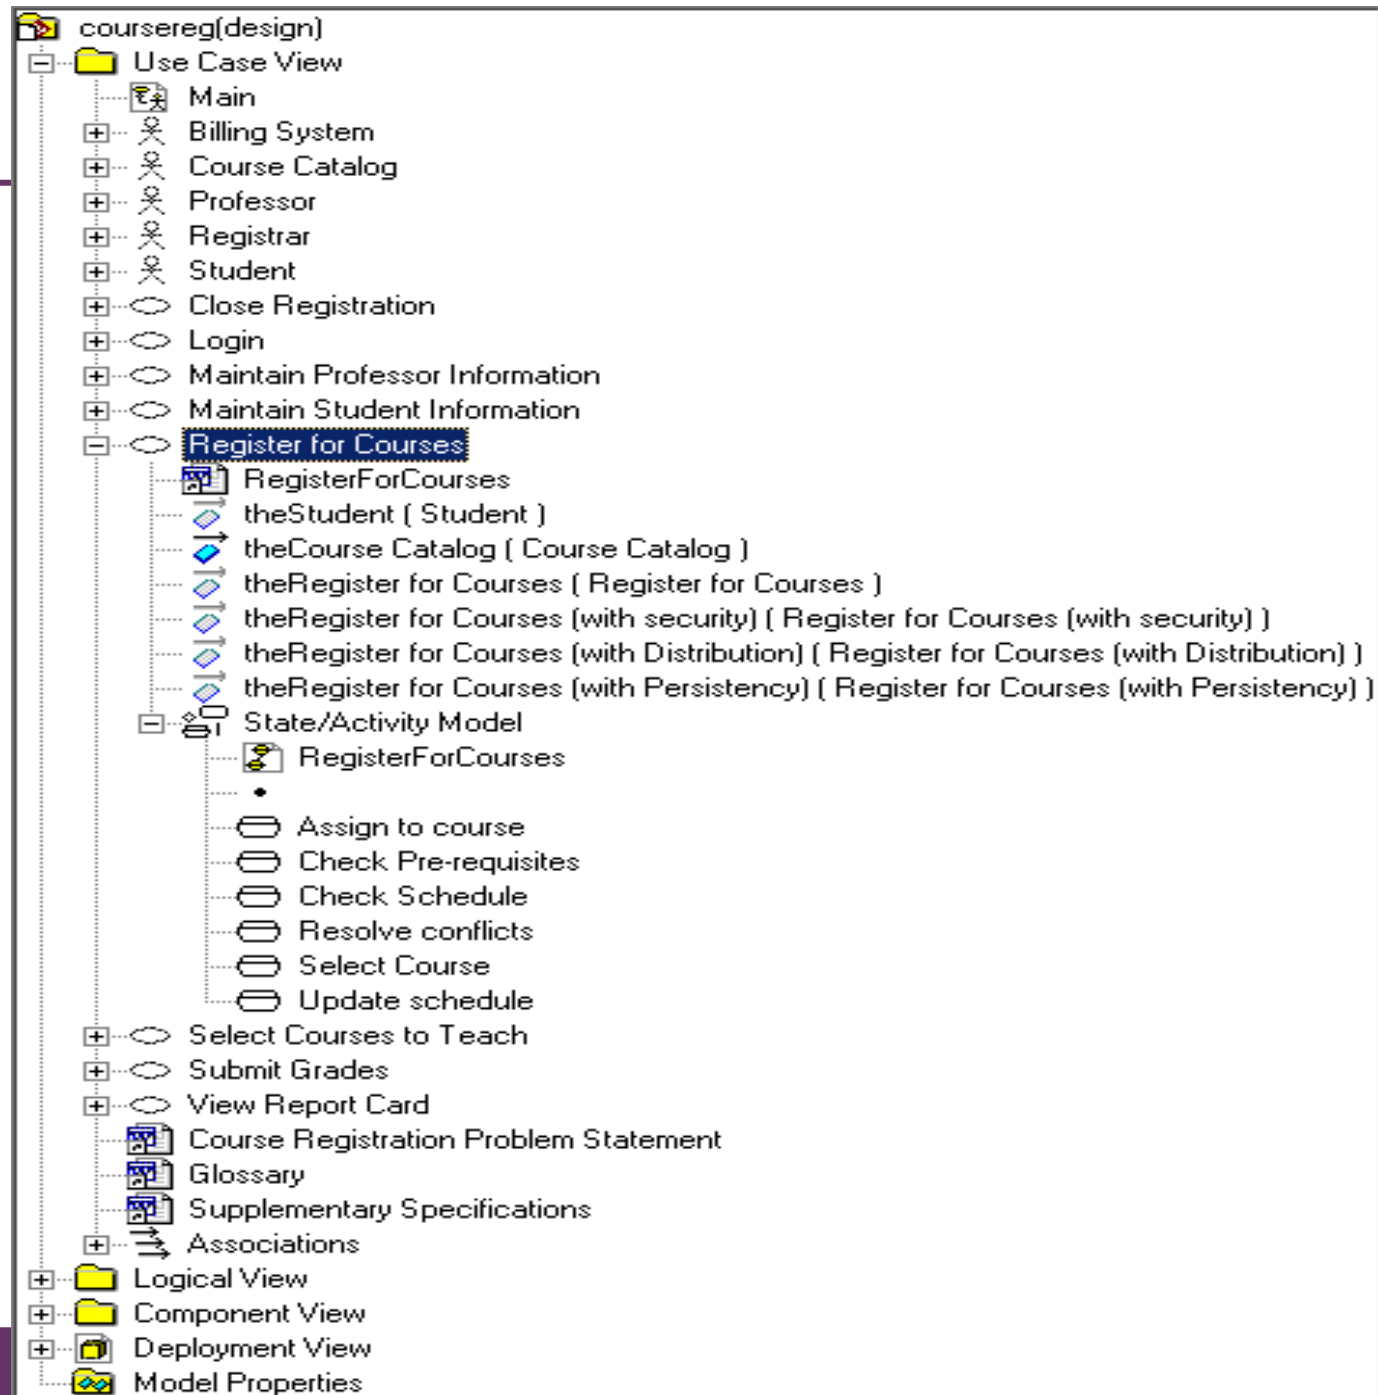 coursereg(design)
Use Case View
Main
Billing System
Course Catalog
Professor
Registrar
Student
Close Registration
Login
Maintain Professor Information
Maintain Student Information
Register for Courses
RegisterForCourses
theStudent ( Student )
theCourse Catalog ( Course Catalog )
theRegister for Courses ( Register for Courses )
theRegister for Courses (with security) ( Register for Courses (with security) )
theRegister for Courses (with Distribution) ( Register for Courses (with Distribution) )
theRegister for Courses (with Persistency) ( Register for Courses (with Persistency) )
State/Activity Model
RegisterForCourses
Assign to course
Check Pre-requisites
Check Schedule
Resolve conflicts
Select Course
Update schedule
Select Courses to Teach
Submit Grades
View Report Card
Course Registration Problem Statement
Glossary
Supplementary Specifications
Associations
Logical View
Component View
Deployment View
Model Properties